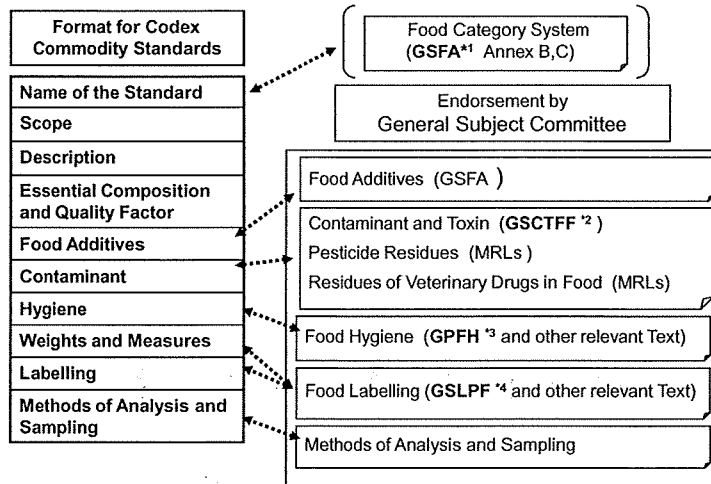 Format for Codex
Commodity Standards
Name of the Standard
Scope
Description
Essential Composition
and Quality Factor
Food Additives
Contaminant
Hygiene
Weights and Measures
Labelling
Methods of Analysis and
Sampling
Food Category System
(GSFA*1 Annex B,C)
Endorsement by
General Subject Committee
Food Additives (GSFA )
Contaminant and Toxin (GSCTFF *2 )
Pesticide Residues (MRLs )
Residues of Veterinary Drugs in Food (MRLs)
Food Hygiene (GPFH *3 and other relevant Text)
Food Labelling (GSLPF *4 and other relevant Text)
Methods of Analysis and Sampling